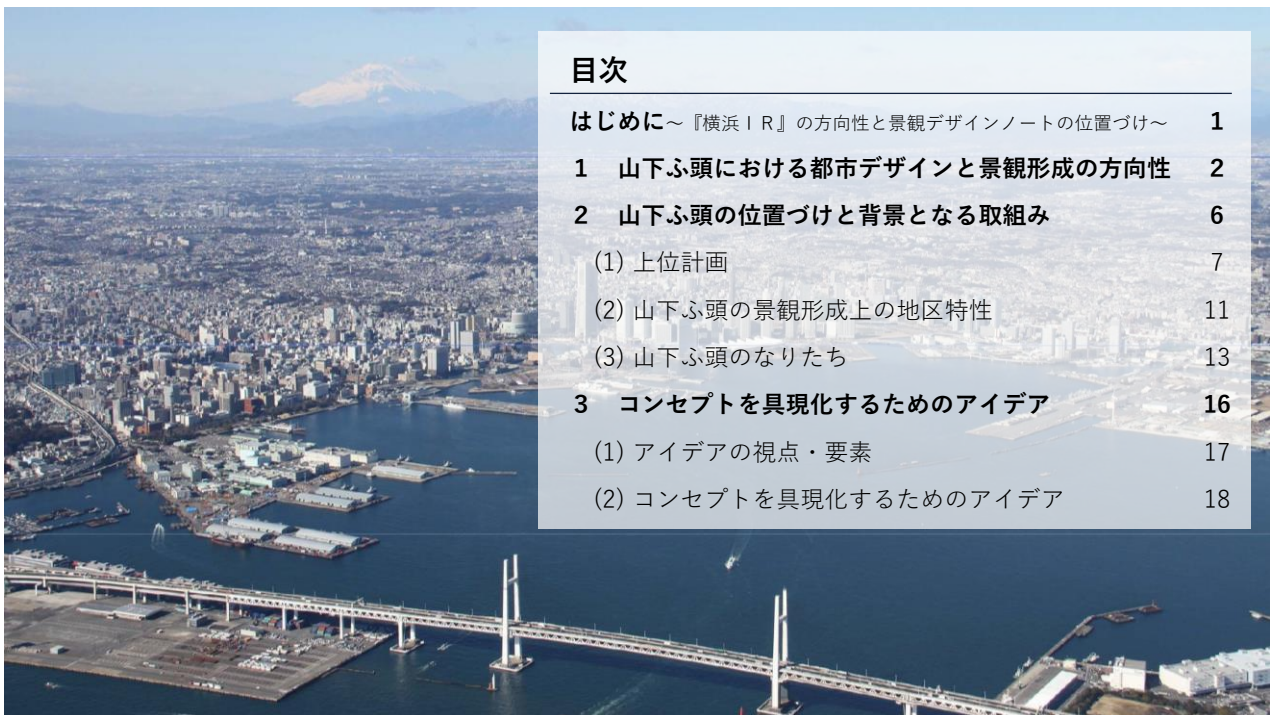 目次
はじめに～『横浜ＩＲ』の方向性と景観デザインノートの位置づけ～ 1
1 山下ふ頭における都市デザインと景観形成の方向性 2
2 山下ふ頭の位置づけと背景となる取組み 6
(1) 上位計画 7
(2) 山下ふ頭の景観形成上の地区特性 11
(3) 山下ふ頭のなりたち 13
3 コンセプトを具現化するためのアイデア 16
(1) アイデアの視点・要素 17
(2) コンセプトを具現化するためのアイデア 18